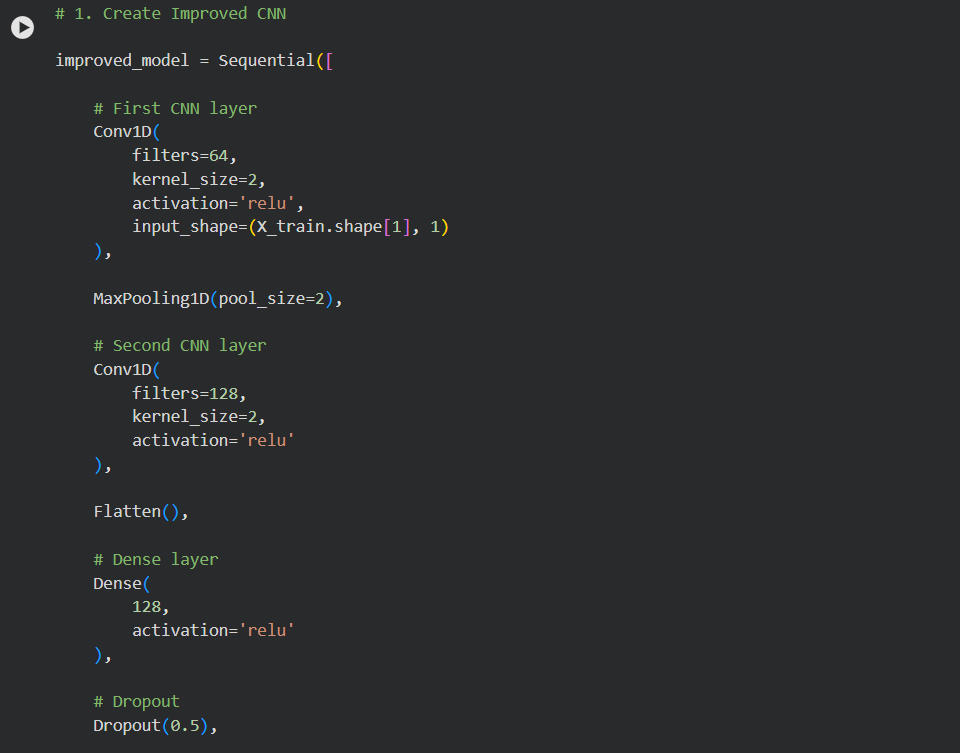 # 1. Create Improved CNN
improved_model = Sequential([
# First CNN layer
Conv1D(
filters=64,
kernel_size=2,
activation='relu',
input_shape=(X_train.shape[1], 1)
),
MaxPooling1D(pool_size=2),
# Second CNN layer
Conv1D(
filters=128,
kernel_size=2,
activation='relu'
),
Flatten(),
# Dense layer
Dense(
128,
activation='relu'
),
# Dropout
Dropout(0.5),